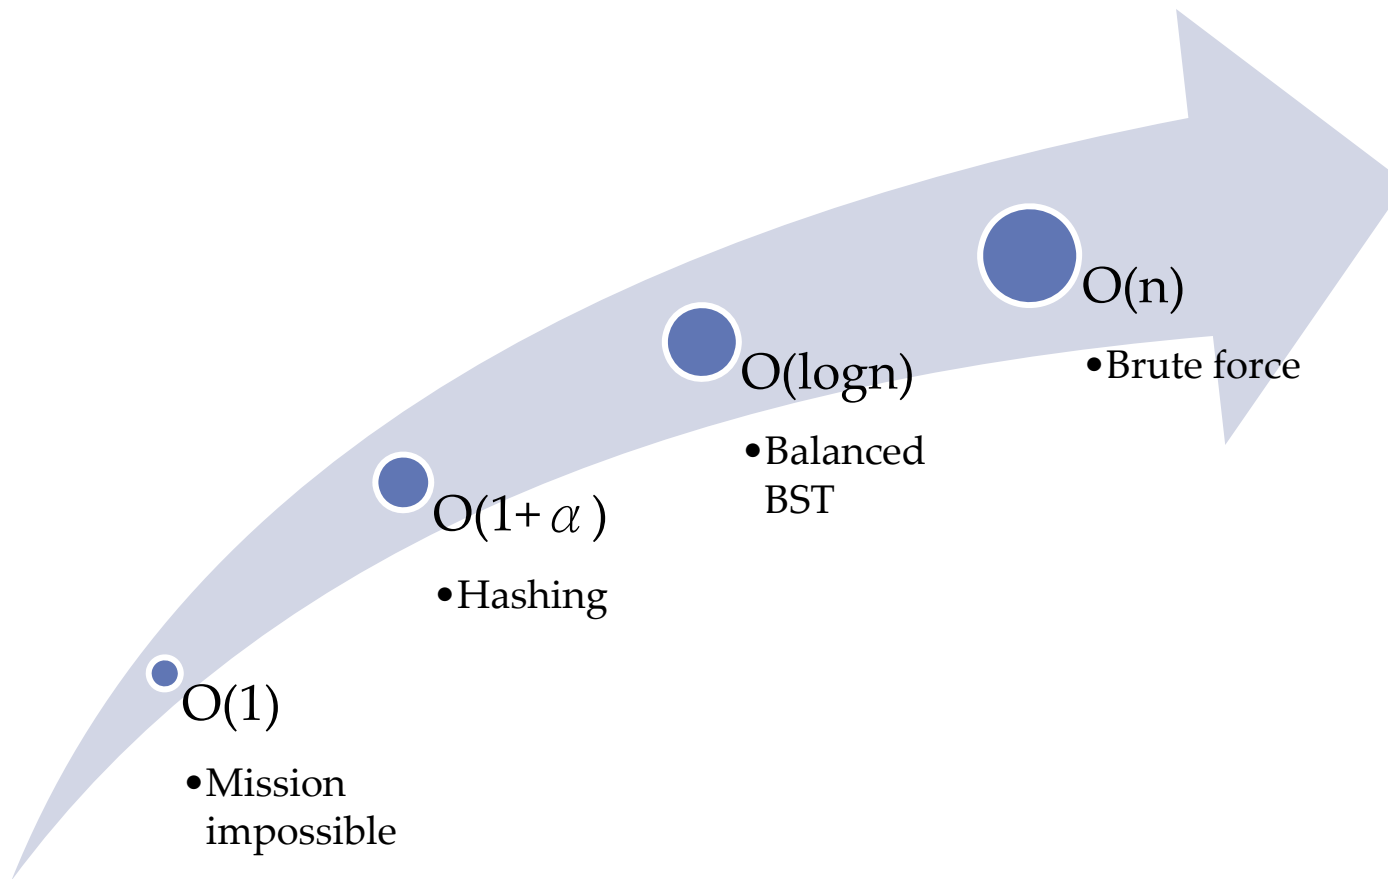 O(1)
•Mission
impossible
O(1+α)
•Hashing
O(logn)
•Balanced
BST
O(n)
•Brute force